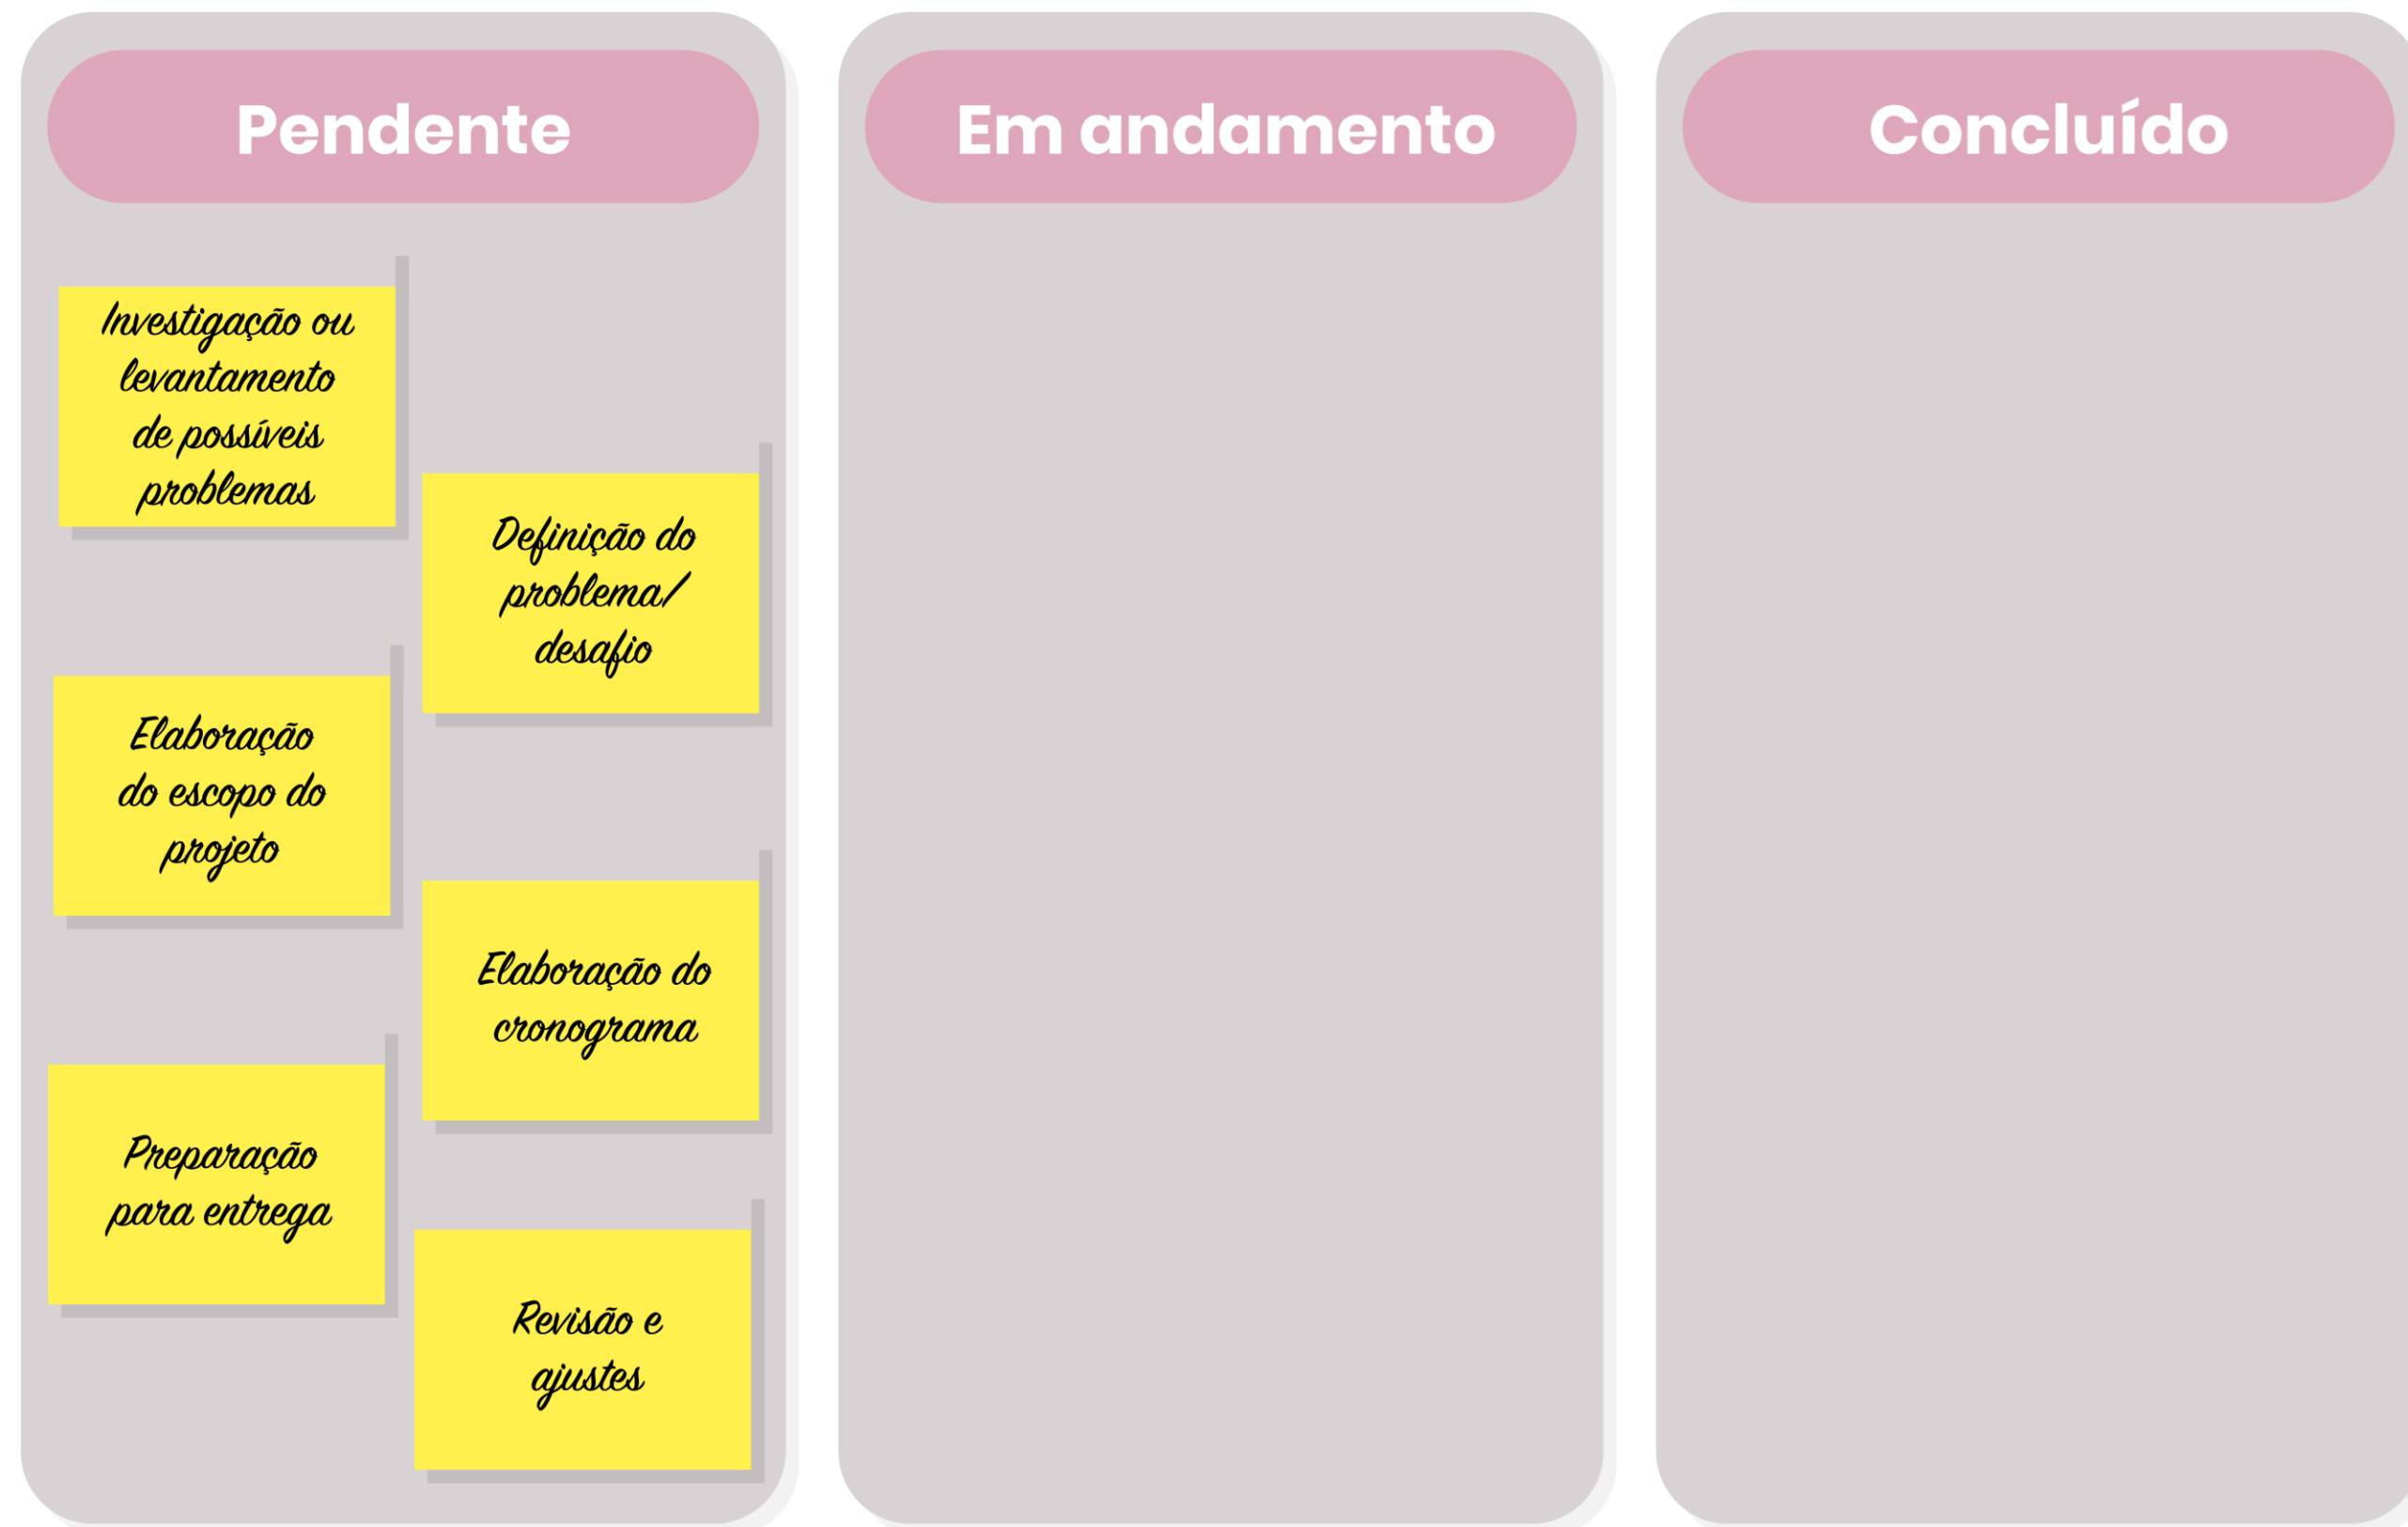 Pendente
Em andamento
Concluído
Investigação ou
levantamento
de possíveis
problemas
Definição do
problema/
desafio
Elaboração
do escopo do
projeto
Elaboração do
cronograma
Preparação
para entrega
Revisão e
ajustes